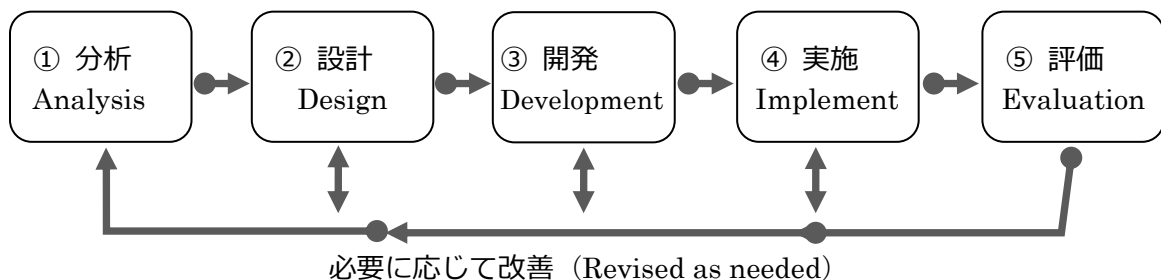 ① 分析
Analysis
② 設計
Design
③ 開発
Development
④ 実施
Implement
⑤ 評価
Evaluation
必要に応じて改善（Revised as needed）